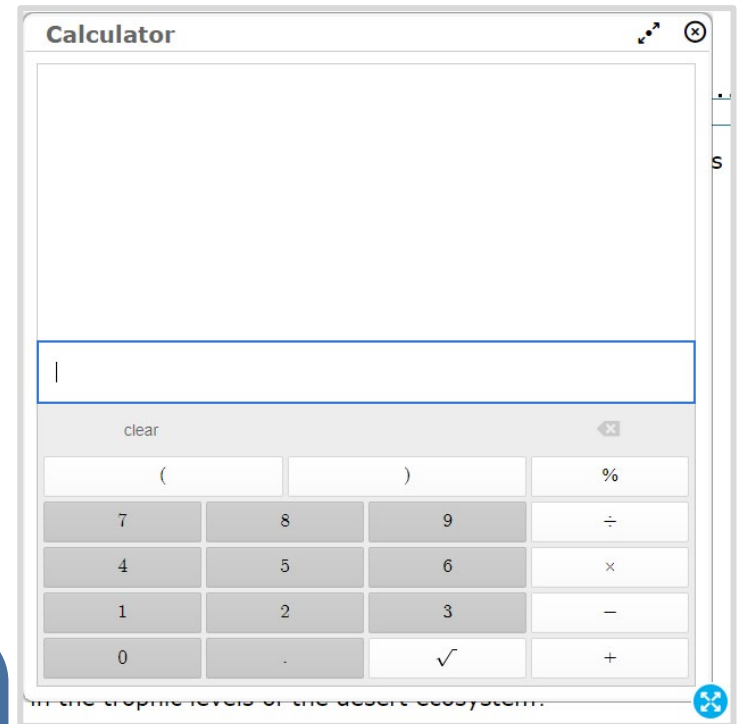 Calculator
s
clear
( ) %
7 8 9 ÷
4 5 6 ×
1 2 3 −
0 . √ +
in the trophic levels of the desert ecosystem?